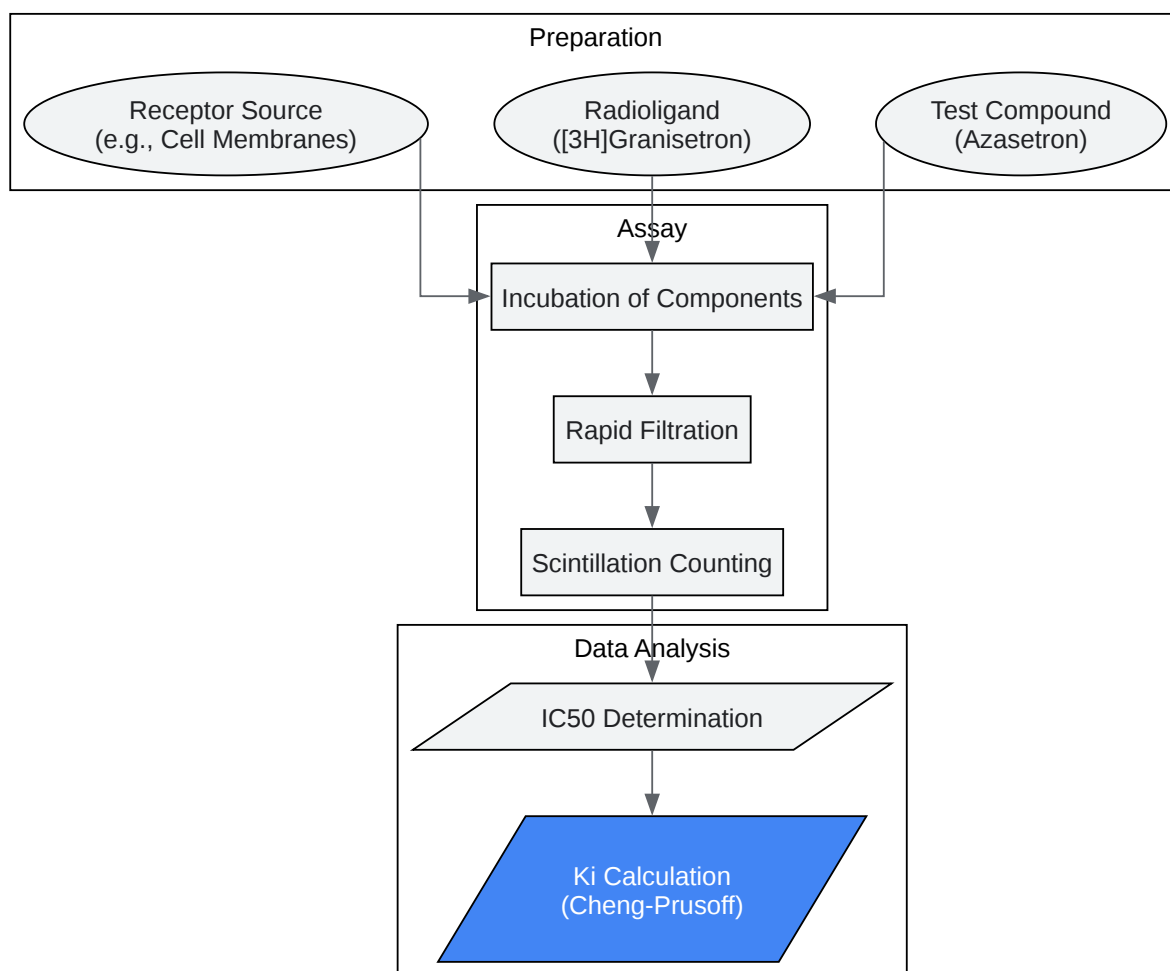 Preparation
Receptor Source
(e.g., Cell Membranes)
Radioligand
([3H]Granisetron)
Test Compound
(Azasetron)
Assay
Incubation of Components
Rapid Filtration
Scintillation Counting
Data Analysis
IC50 Determination
Ki Calculation
(Cheng-Prusoff)